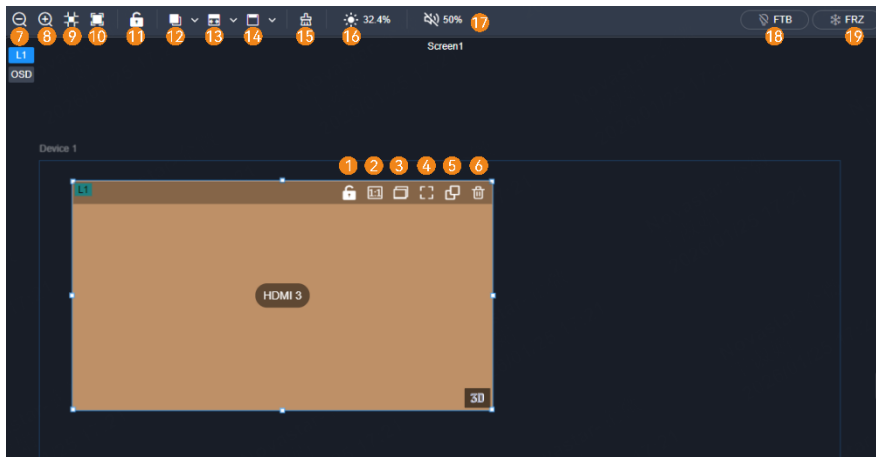 32.4% 50% 17 FTB FRZ
7 8 9 10 11 12 13 14 15 16 18 19
Screen1
L1
OSD
Device 1
1 2 3 4 5 6
L1 1:1
HDMI 3
3D